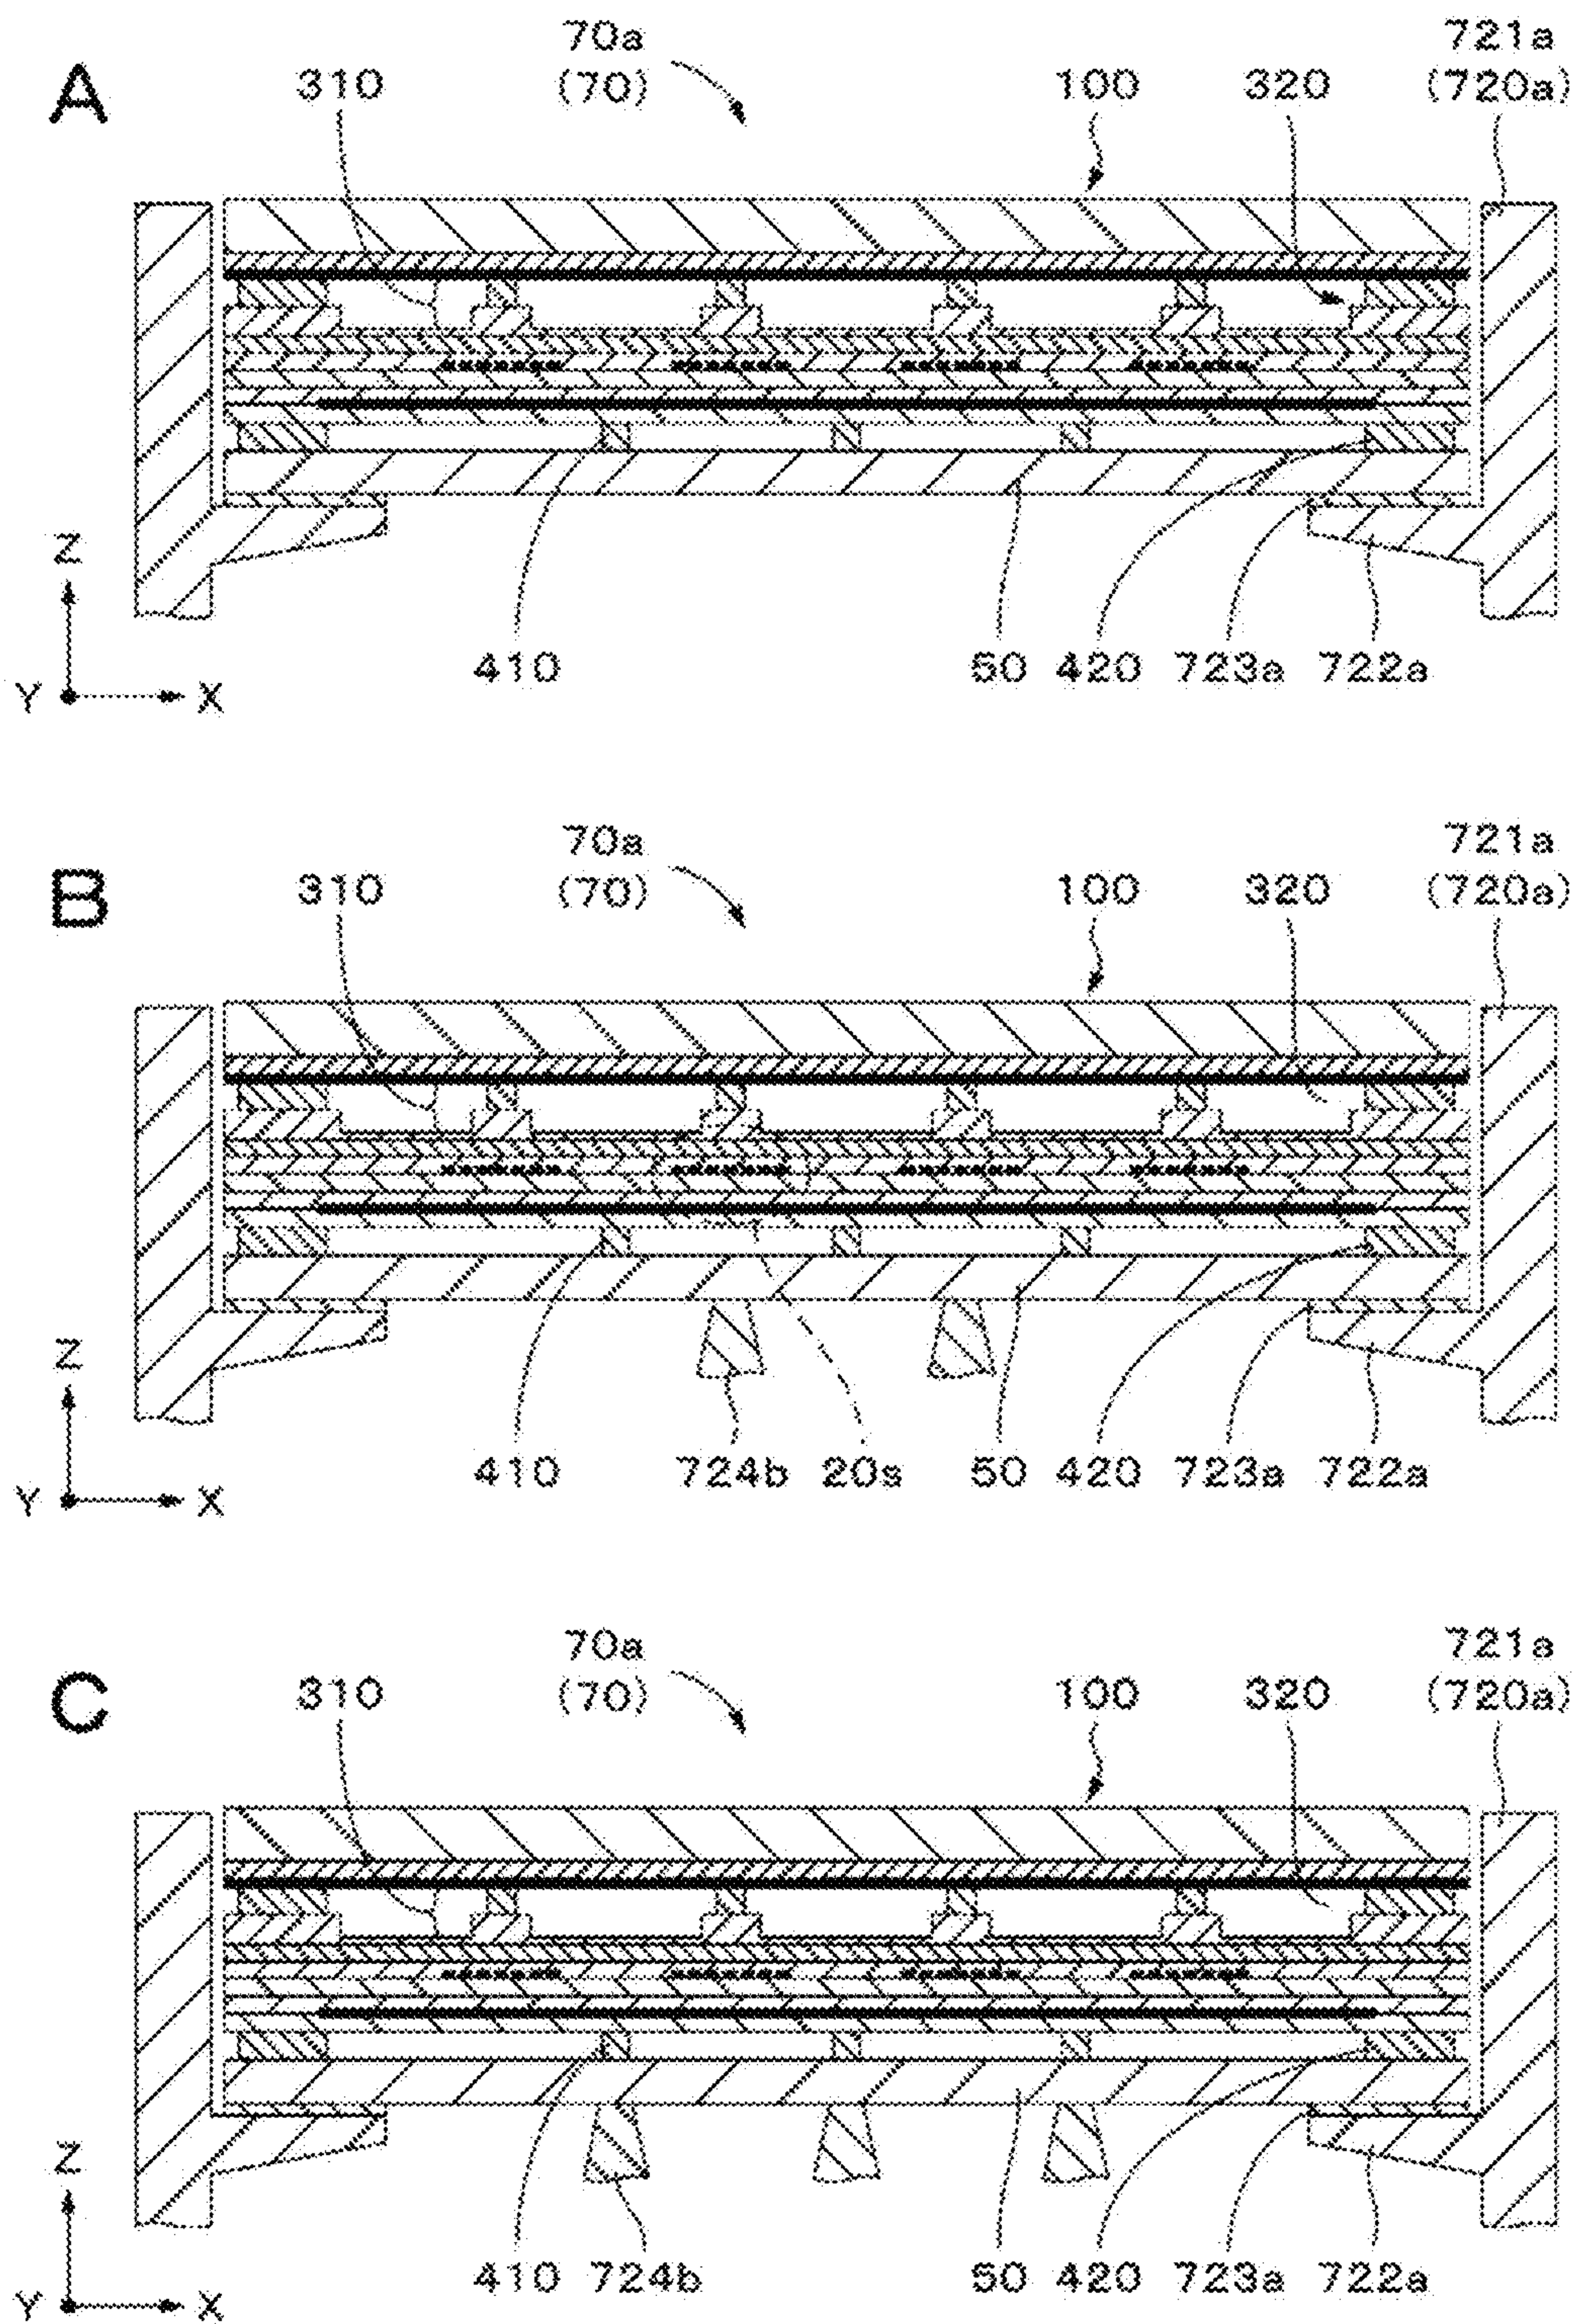 70a 721a
A 310 (70) 100 320 (720a)
Z
410 50 420 723a 722a
Y X
70a 721a
B 310 (70) 100 320 (720a)
Z
410 724b 20s 50 420 723a 722a
Y X
70a 721a
C 310 (70) 100 320 (720a)
Z
410 724b 50 420 723a 722a
Y X